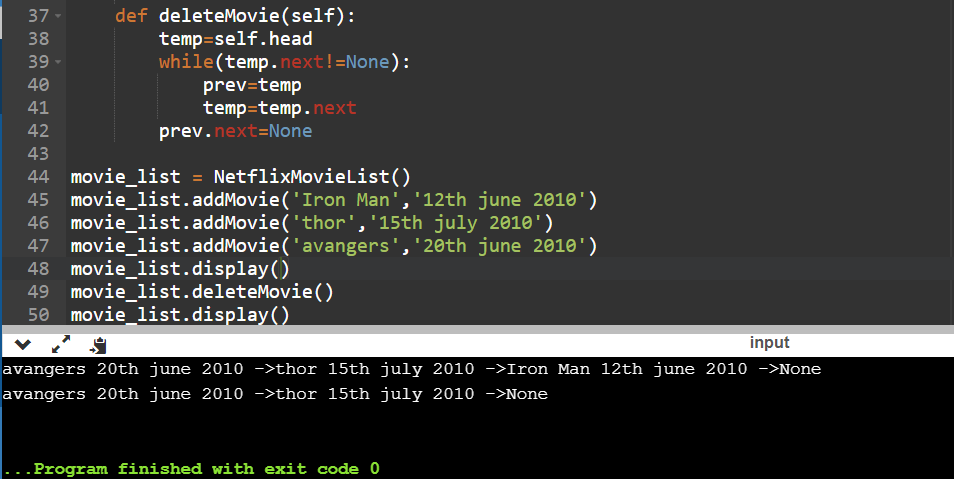 37 def deleteMovie(self):
38 temp=self.head
39 while(temp.next!=None):
40 prev=temp
41 temp=temp.next
42 prev.next=None
43
44 movie_list = NetflixMovieList()
45 movie_list.addMovie('Iron Man','12th june 2010')
46 movie_list.addMovie('thor','15th july 2010')
47 movie_list.addMovie('avangers','20th june 2010')
48 movie_list.display()
49 movie_list.deleteMovie()
50 movie_list.display()
input
avangers 20th june 2010 ->thor 15th july 2010 ->Iron Man 12th june 2010 ->None
avangers 20th june 2010 ->thor 15th july 2010 ->None
...Program finished with exit code 0